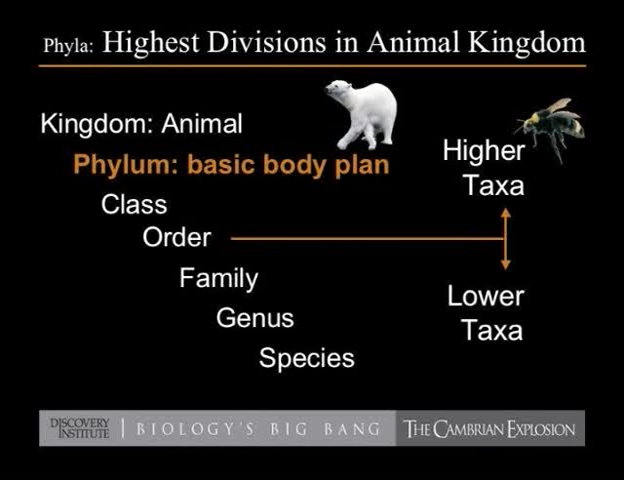 Phyla: Highest Divisions in Animal Kingdom
Kingdom: Animal
Phylum: basic body plan
Class
Order
Family
Genus
Species
Higher
Taxa
Lower
Taxa
DISCOVERY
INSTITUTE
BIOLOGY'S BIG BANG
THE CAMBRIAN EXPLOSION